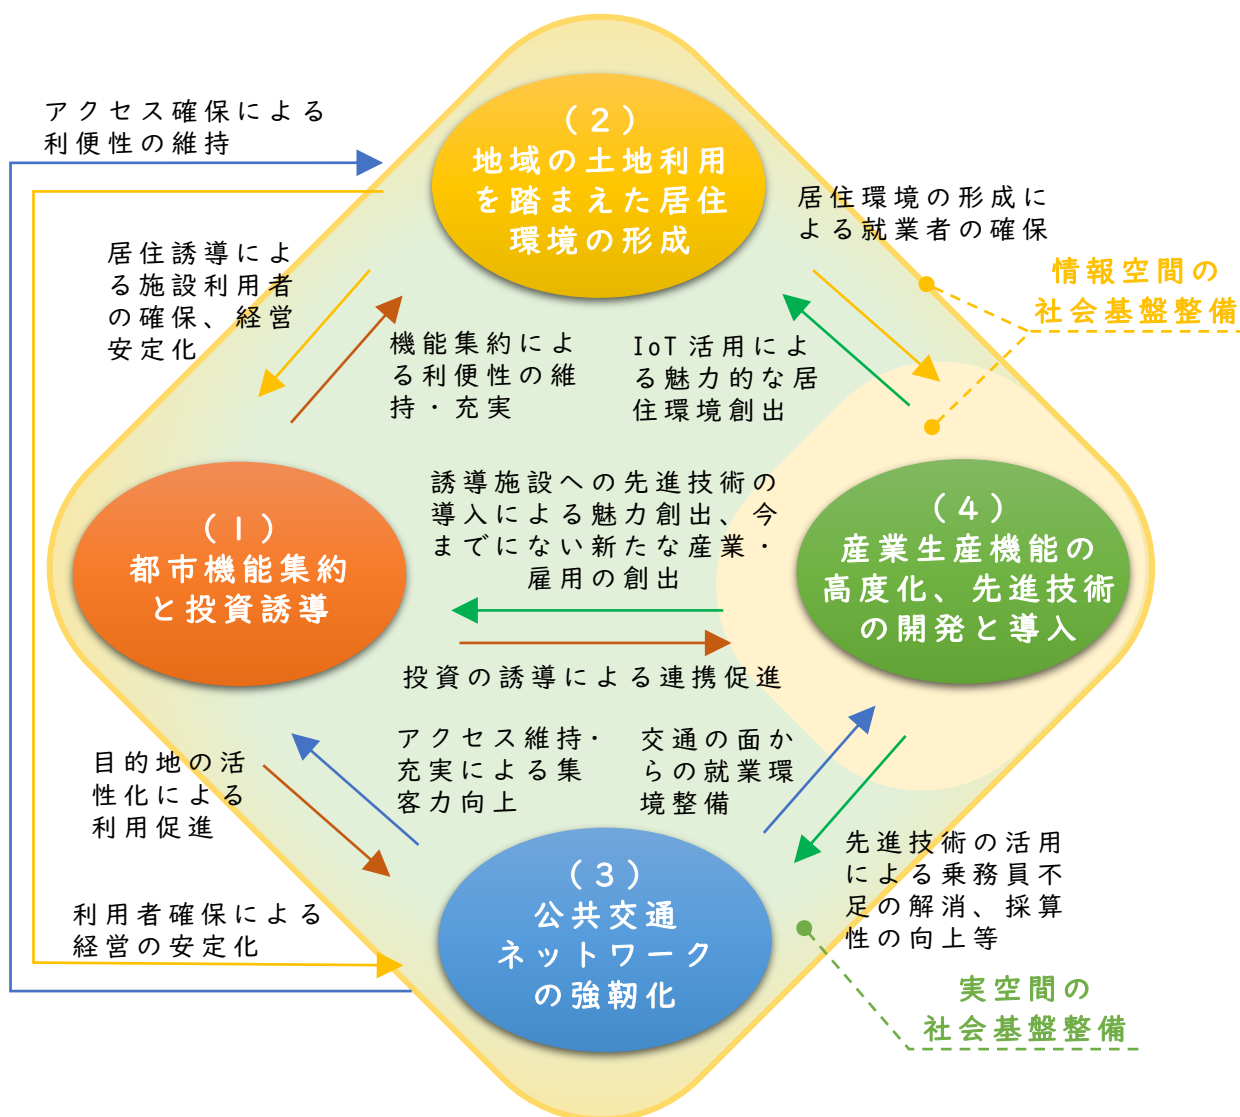 アクセス確保による
利便性の維持
(2)
地域の土地利用
を踏まえた居住
環境の形成
居住環境の形成に
よる就業者の確保
情報空間の
社会基盤整備
居住誘導によ
る施設利用者
の確保、経営
安定化
機能集約によ
る利便性の維
持・充実
IoT活用によ
る魅力的な居
住環境創出
(1)
都市機能集約
と投資誘導
誘導施設への先進技術の
導入による魅力創出、今
までにない新たな産業・
雇用の創出
(4)
産業生産機能の
高度化、先進技術
の開発と導入
投資の誘導による連携促進
目的地の活
性化による
利用促進
アクセス維持・
充実による集
客力向上
交通の面か
らの就業環
境整備
先進技術の活用
による乗務員不
足の解消、採算
性の向上等
(3)
公共交通
ネットワーク
の強靭化
利用者確保による
経営の安定化
実空間の
社会基盤整備